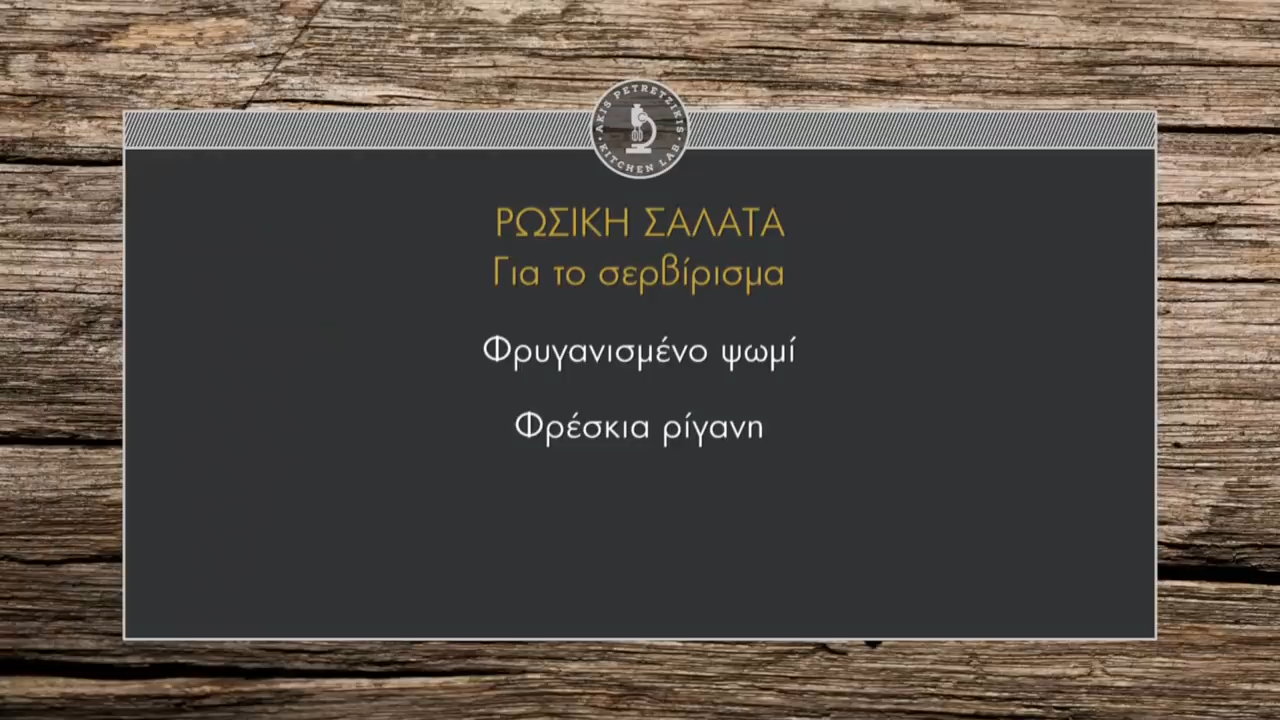 AKIS PETRETZIKIS
KITCHEN LAB
ΡΩΣΙΚΗ ΣΑΛΑΤΑ
Για το σερβίρισμα
Φρυγανισμένο ψωμί
Φρέσκια ρίγανη